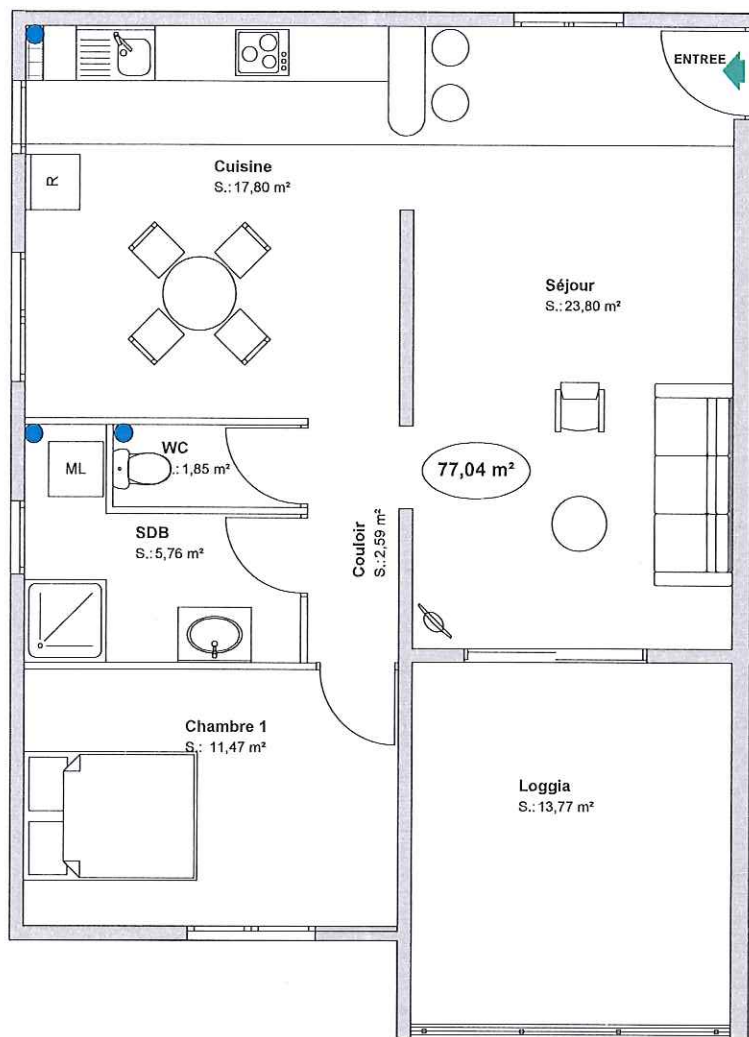 ENTREE
Cuisine
S.: 17,80 m²
R
Séjour
S.: 23,80 m²
WC
.: 1,85 m²
77,04 m²
ML
SDB
S.: 5,76 m²
Couloir
S.: 2,59 m²
Chambre 1
S.: 11,47 m²
Loggia
S.: 13,77 m²